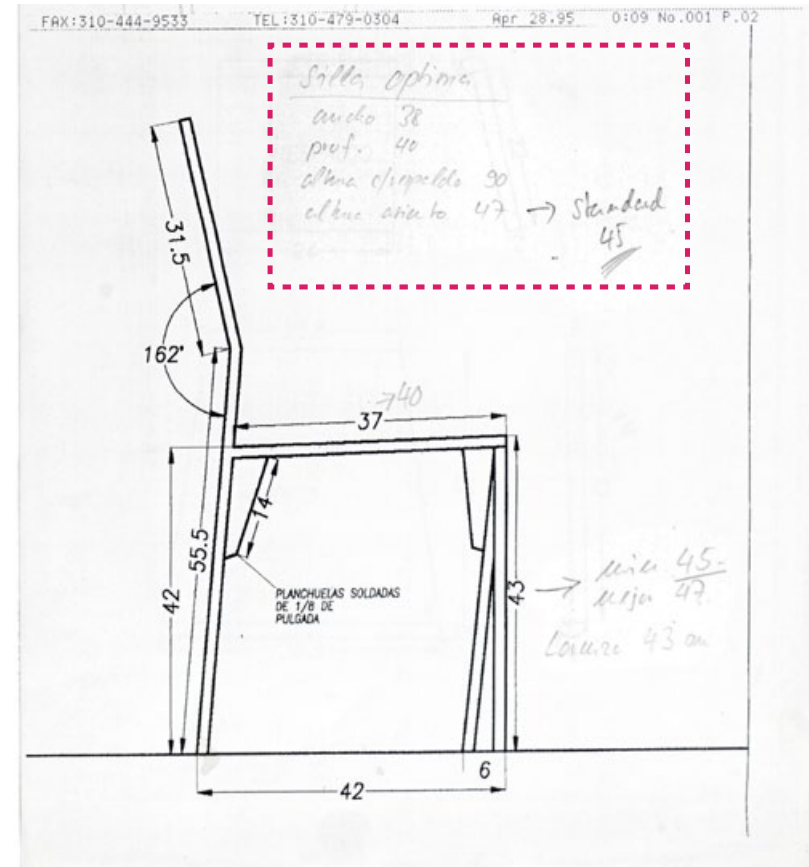 FAX:310-444-9533 TEL:310-479-0304 Apr 28.95 0:09 No.001 P.02
Silla optima
ancho 38
prof. 40
altura c/respaldo 90
altura asiento 47 → Standard
45
31.5
162°
→40
37
14
55.5
42
43
PLANCHUELAS SOLDADAS
DE 1/8 DE
PULGADA
→ min 45-
mejor 47.
43 cm
6
42